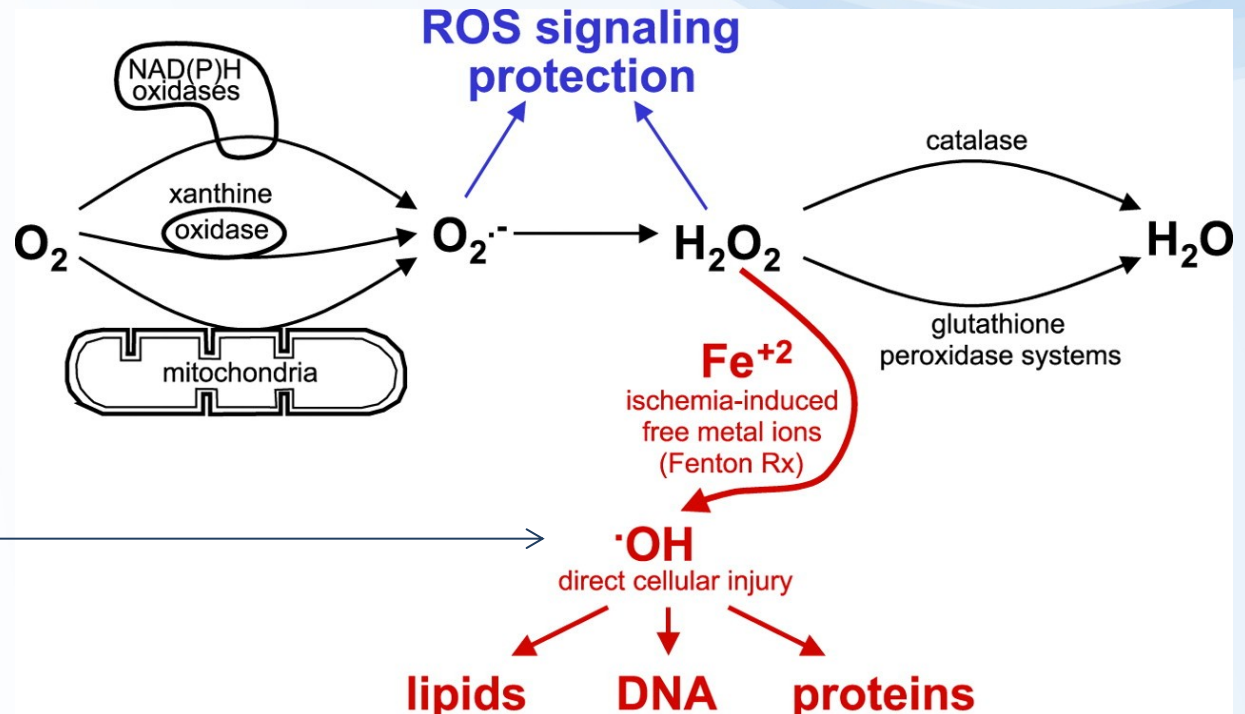 ROS signaling
protection
NAD(P)H
oxidases
xanthine
oxidase
mitochondria
O₂
O₂·-
H₂O₂
catalase
glutathione
peroxidase systems
H₂O
Fe⁺²
ischemia-induced
free metal ions
(Fenton Rx)
·OH
direct cellular injury
lipids DNA proteins